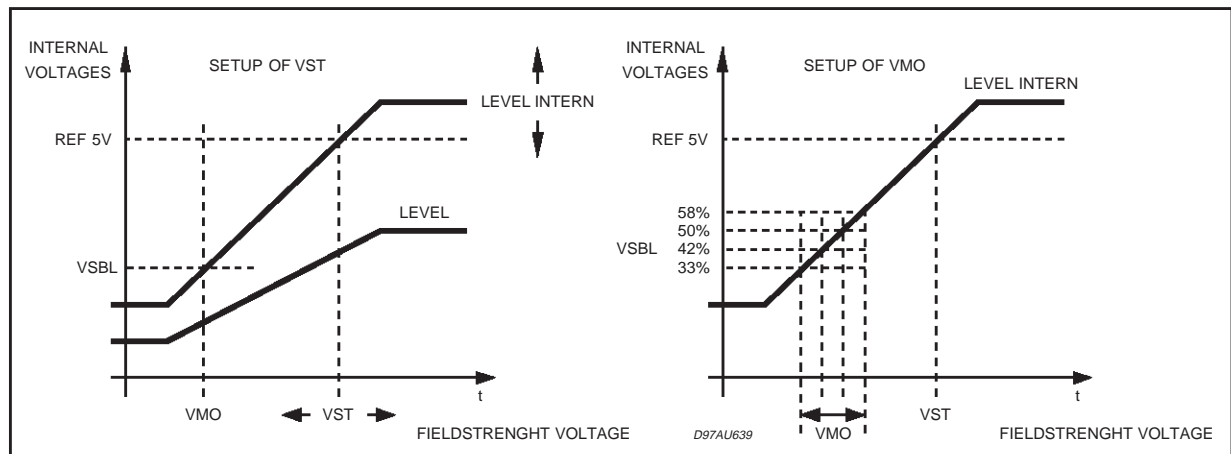 INTERNAL
VOLTAGES
SETUP OF VST
LEVEL INTERN
REF 5V
LEVEL
VSBL
t
VMO
VST
FIELDSTRENGHT VOLTAGE
INTERNAL
VOLTAGES
SETUP OF VMO
LEVEL INTERN
REF 5V
58%
50%
VSBL 42%
33%
t
D97AU639
VMO
VST
FIELDSTRENGHT VOLTAGE